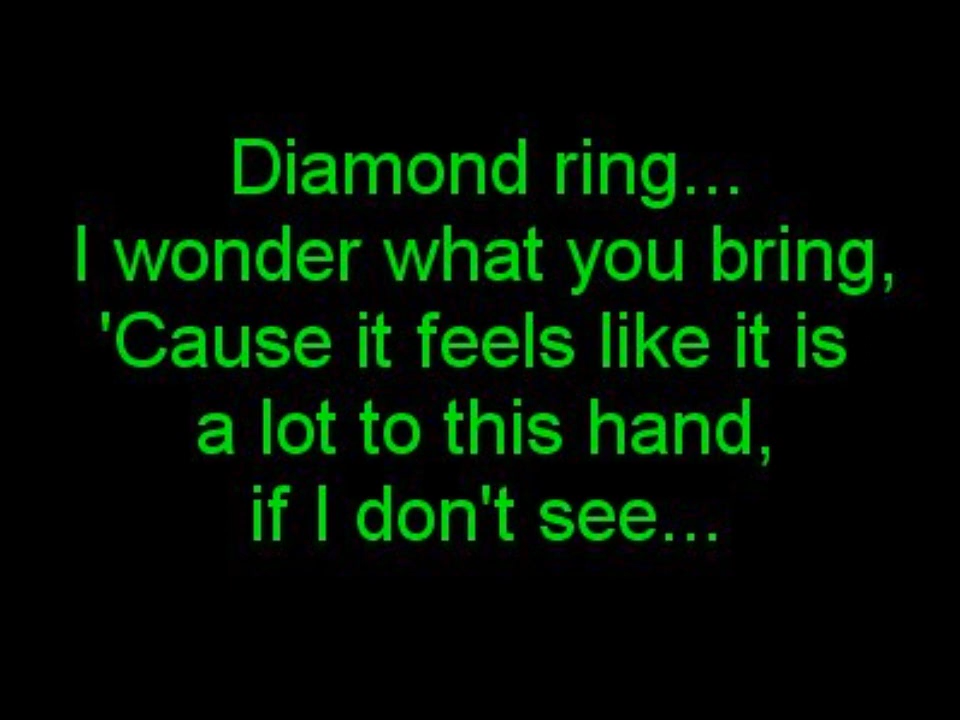 Diamond ring...
I wonder what you bring,
'Cause it feels like it is
a lot to this hand,
if I don't see...